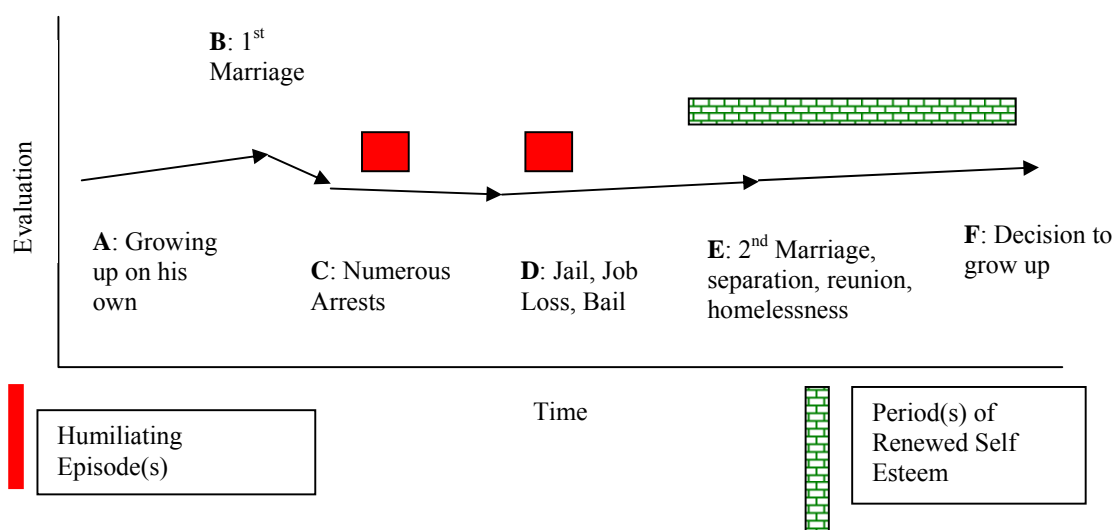 B: 1st
Marriage
Evaluation
A: Growing
up on his
own
C: Numerous
Arrests
D: Jail, Job
Loss, Bail
E: 2nd Marriage,
separation, reunion,
homelessness
F: Decision to
grow up
Time
Humiliating
Episode(s)
Period(s) of
Renewed Self
Esteem